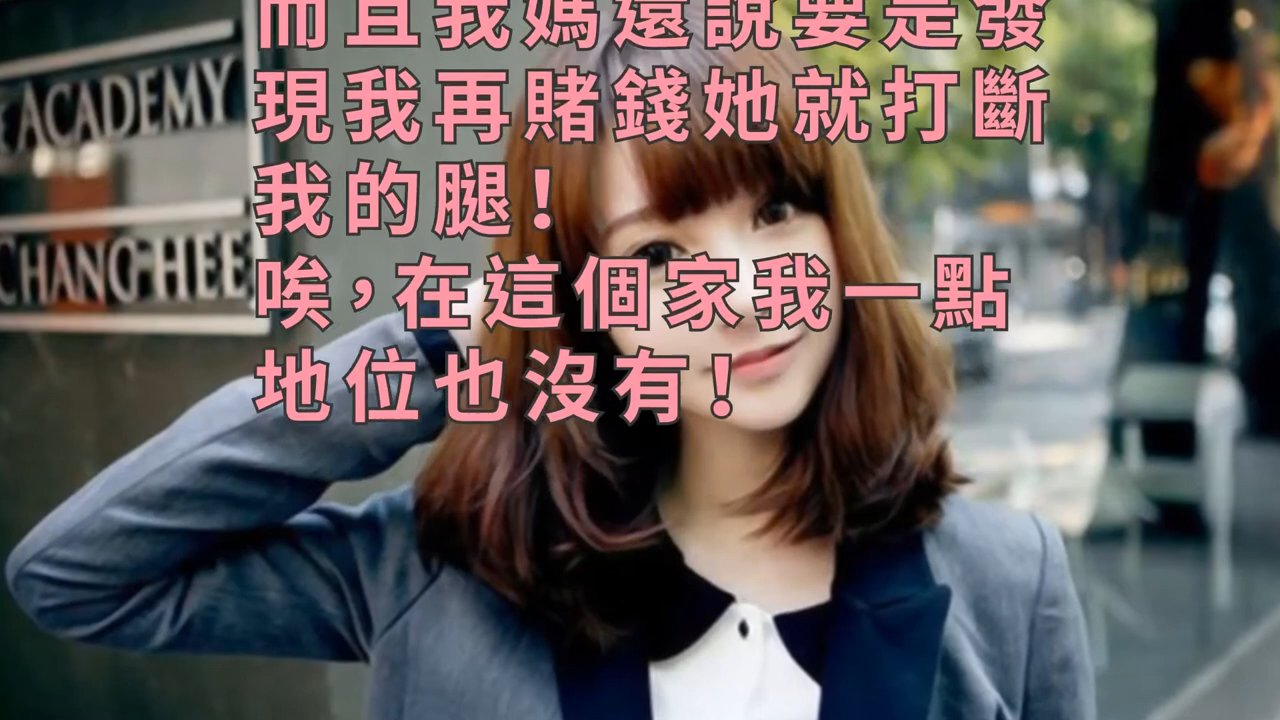 而且我媽還說要是發
現我再賭錢她就打斷
我的腿！
唉，在這個家我一點
地位也沒有！
ACADEMY
CHANG HEE